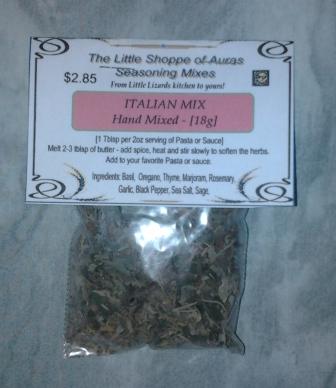 The Little Shoppe of Auras
$2.85
Seasoning Mixes
From Little Lizards kitchen to yours!
ITALIAN MIX
Hand Mixed - [18g]
[1 Tblsp per 2oz serving of Pasta or Sauce]
Melt 2-3 tblsp of butter - add spice, heat and stir slowly to soften the herbs.
Add to your favorite Pasta or sauce.
Ingredients: Basil, Oregano, Thyme, Marjoram, Rosemary,
Garlic, Black Pepper, Sea Salt, Sage,